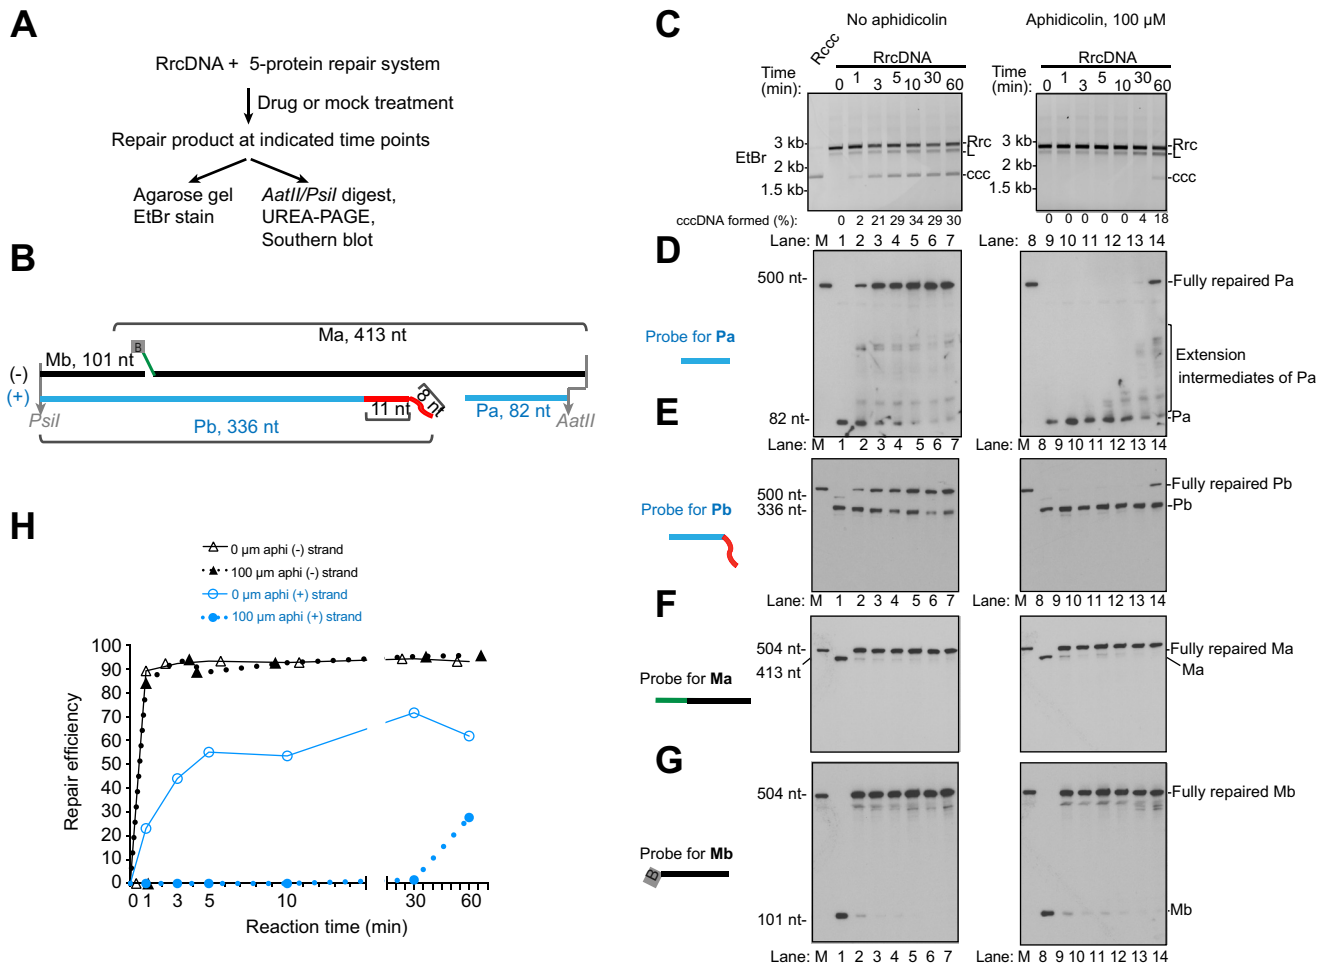 A
RrcDNA + 5-protein repair system
Drug or mock treatment
Repair product at indicated time points
Agarose gel
EtBr stain
AatII/PsiI digest,
UREA-PAGE,
Southern blot
B
Ma, 413 nt
B
Mb, 101 nt
(-)
(+)
8 nt
11 nt
Pa, 82 nt
PsiI
AatII
Pb, 336 nt
H
0 µm aphi (-) strand
100 µm aphi (-) strand
0 µm aphi (+) strand
100 µm aphi (+) strand
100
90
80
70
60
50
40
30
20
10
0
Repair efficiency
0 1 3 5 10 30 60
Reaction time (min)
C
No aphidicolin
Aphidicolin, 100 µM
Rccc
RrcDNA
RrcDNA
Time (min):
0 1 3 5 10 30 60
Time (min):
0 1 3 5 10 30 60
EtBr
3 kb-
2 kb-
1.5 kb-
-Rrc
-L
-ccc
3 kb-
2 kb-
1.5 kb-
-Rrc
-L
-ccc
cccDNA formed (%):
0 2 21 29 34 29 30
0 0 0 0 0 4 18
Lane: M 1 2 3 4 5 6 7
Lane: 8 9 10 11 12 13 14
D
500 nt-
-Fully repaired Pa
Probe for Pa
Extension
intermediates of Pa
82 nt-
-Pa
Lane: M 1 2 3 4 5 6 7
Lane: M 8 9 10 11 12 13 14
E
500 nt-
336 nt-
-Fully repaired Pb
-Pb
Probe for Pb
Lane: M 1 2 3 4 5 6 7
Lane: M 8 9 10 11 12 13 14
F
504 nt-
413 nt
-Fully repaired Ma
Ma
Probe for Ma
G
504 nt-
-Fully repaired Mb
Probe for Mb
B
101 nt-
-Mb
Lane: M 1 2 3 4 5 6 7
Lane: M 8 9 10 11 12 13 14